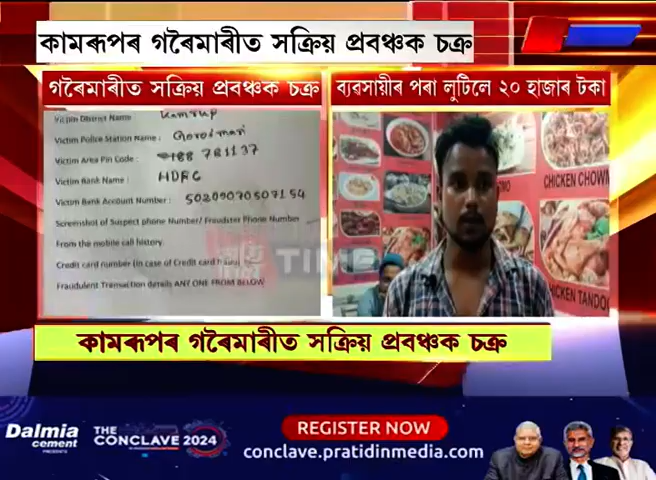 কামৰূপৰ গৰৈমাৰীত সক্ৰিয় প্ৰবঞ্চক চক্ৰ
গৰৈমাৰীত সক্ৰিয় প্ৰবঞ্চক চক্ৰ
ব্যৱসায়ীৰ পৰা লুটিলে ২০ হাজাৰ টকা
Victim District Name Kamrup
Victim Police Station Name : Goroimari
Victim Area Pin Code : 781137
Victim Bank Name : HDFC
Victim Bank Account Number : 50209070507154
Screenshot of Suspect phone Number/ Fraudster Phone Number
From the mobile call history.
Credit card number (in case of Credit card fraud)
Fraudulent Transaction details ANY ONE FROM BELOW
TIME
CHICKEN CHOWM
CHICKEN TANDOO
কামৰূপৰ গৰৈমাৰীত সক্ৰিয় প্ৰবঞ্চক চক্ৰ
Dalmia
cement
PRESENTS
THE
CONCLAVE 2024
REGISTER NOW
conclave.pratidinmedia.com